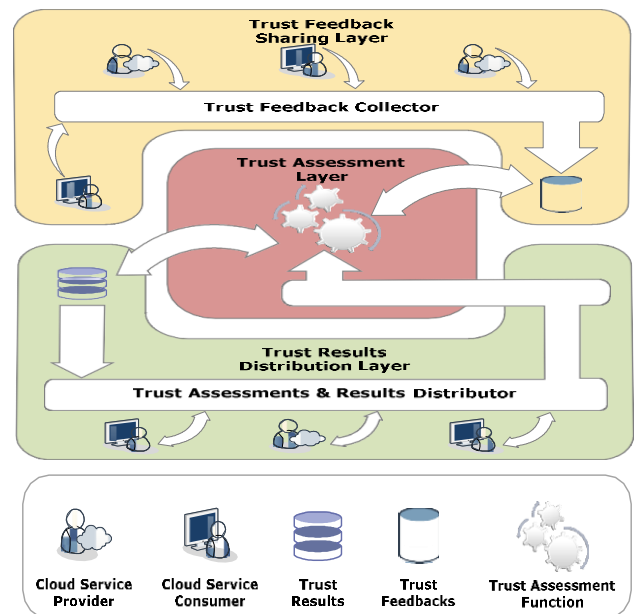 Trust Feedback
Sharing Layer
Trust Feedback Collector
Trust Assessment
Layer
Trust Results
Distribution Layer
Trust Assessments & Results Distributor
Cloud Service
Provider
Cloud Service
Consumer
Trust
Results
Trust
Feedbacks
Trust Assessment
Function